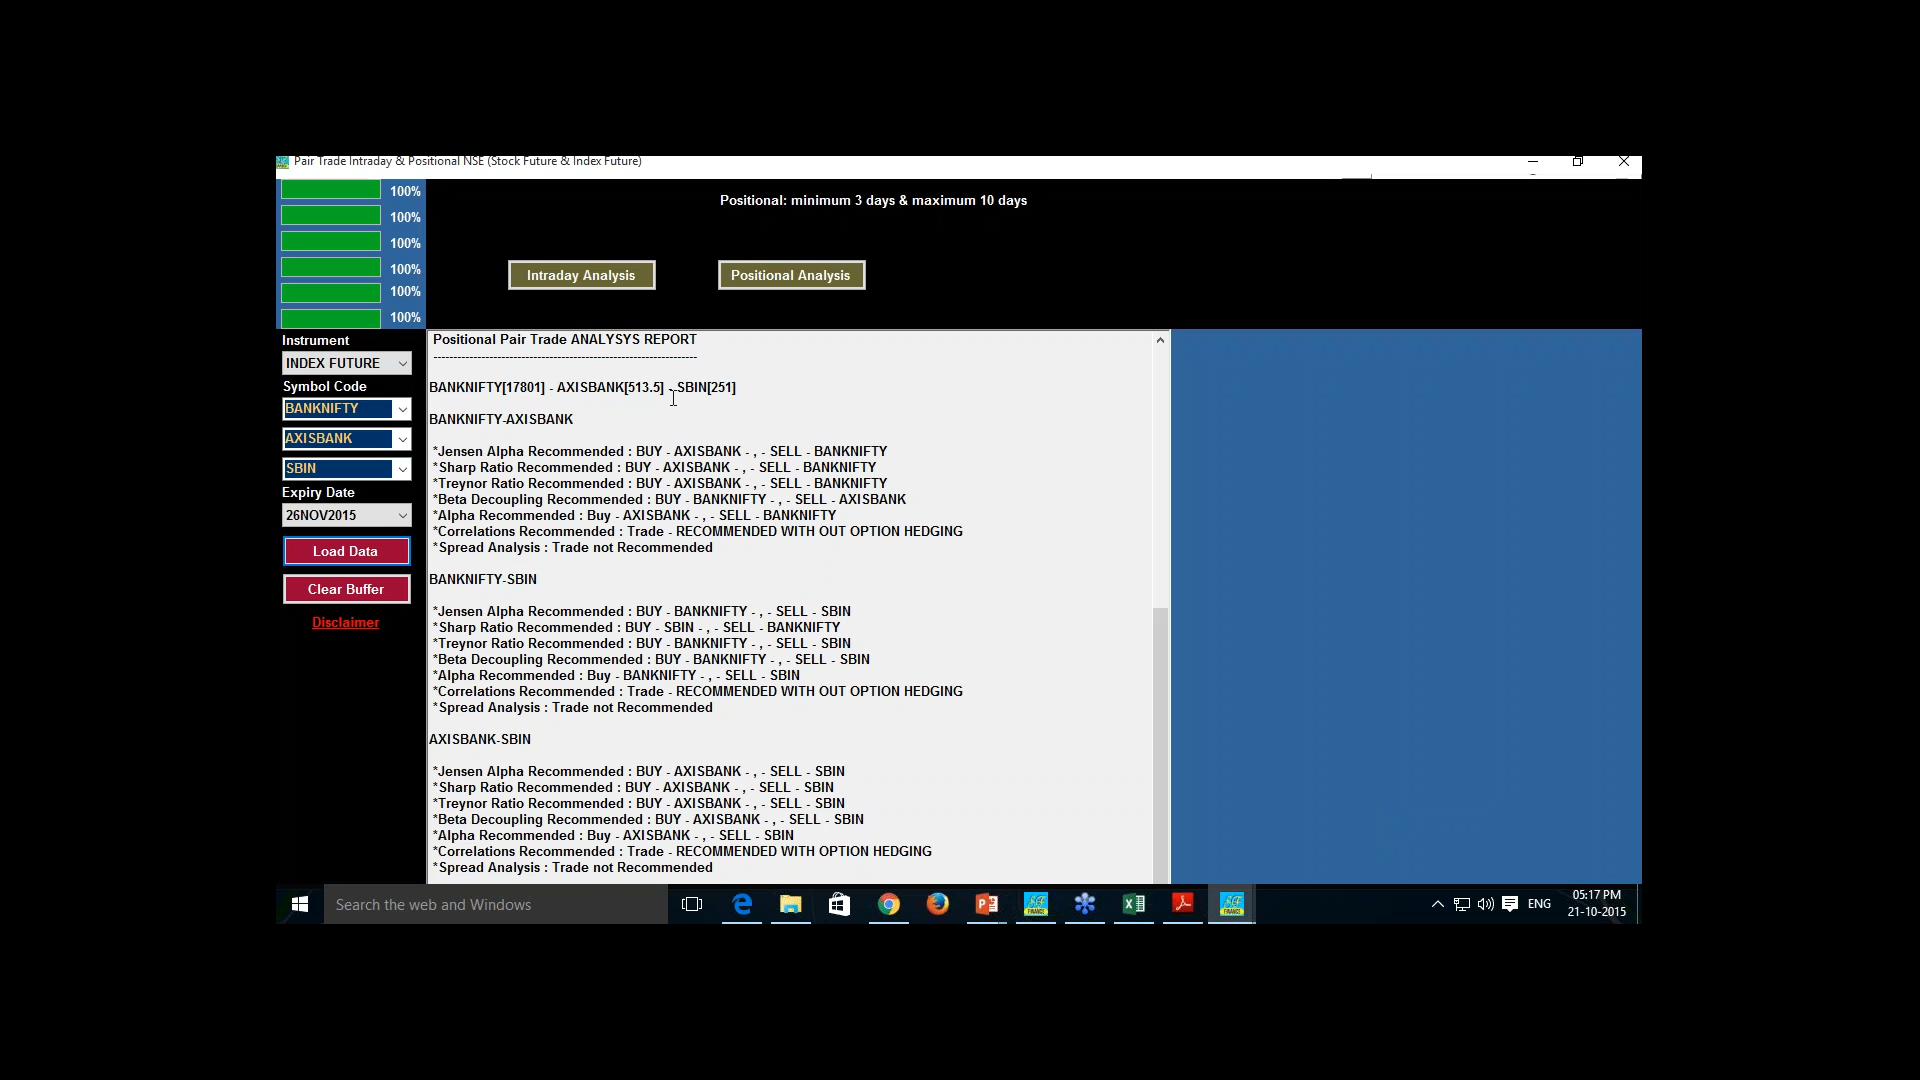 Pair Trade Intraday & Positional NSE (Stock Future & Index Future)
100%
100%
100%
100%
100%
100%
Positional: minimum 3 days & maximum 10 days
Intraday Analysis
Positional Analysis
Instrument
INDEX FUTURE
Symbol Code
BANKNIFTY
AXISBANK
SBIN
Expiry Date
26NOV2015
Load Data
Clear Buffer
Disclaimer
Positional Pair Trade ANALYSYS REPORT
------------------------------------------------------------------
BANKNIFTY[17801] - AXISBANK[513.5] - SBIN[251]
BANKNIFTY-AXISBANK
*Jensen Alpha Recommended : BUY - AXISBANK - , - SELL - BANKNIFTY
*Sharp Ratio Recommended : BUY - AXISBANK - , - SELL - BANKNIFTY
*Treynor Ratio Recommended : BUY - AXISBANK - , - SELL - BANKNIFTY
*Beta Decoupling Recommended : BUY - BANKNIFTY - , - SELL - AXISBANK
*Alpha Recommended : Buy - AXISBANK - , - SELL - BANKNIFTY
*Correlations Recommended : Trade - RECOMMENDED WITH OUT OPTION HEDGING
*Spread Analysis : Trade not Recommended
BANKNIFTY-SBIN
*Jensen Alpha Recommended : BUY - BANKNIFTY - , - SELL - SBIN
*Sharp Ratio Recommended : BUY - SBIN - , - SELL - BANKNIFTY
*Treynor Ratio Recommended : BUY - BANKNIFTY - , - SELL - SBIN
*Beta Decoupling Recommended : BUY - BANKNIFTY - , - SELL - SBIN
*Alpha Recommended : Buy - BANKNIFTY - , - SELL - SBIN
*Correlations Recommended : Trade - RECOMMENDED WITH OUT OPTION HEDGING
*Spread Analysis : Trade not Recommended
AXISBANK-SBIN
*Jensen Alpha Recommended : BUY - AXISBANK - , - SELL - SBIN
*Sharp Ratio Recommended : BUY - AXISBANK - , - SELL - SBIN
*Treynor Ratio Recommended : BUY - AXISBANK - , - SELL - SBIN
*Beta Decoupling Recommended : BUY - AXISBANK - , - SELL - SBIN
*Alpha Recommended : Buy - AXISBANK - , - SELL - SBIN
*Correlations Recommended : Trade - RECOMMENDED WITH OPTION HEDGING
*Spread Analysis : Trade not Recommended
Search the web and Windows
FINANCE
FINANCE
ENG
05:17 PM
21-10-2015